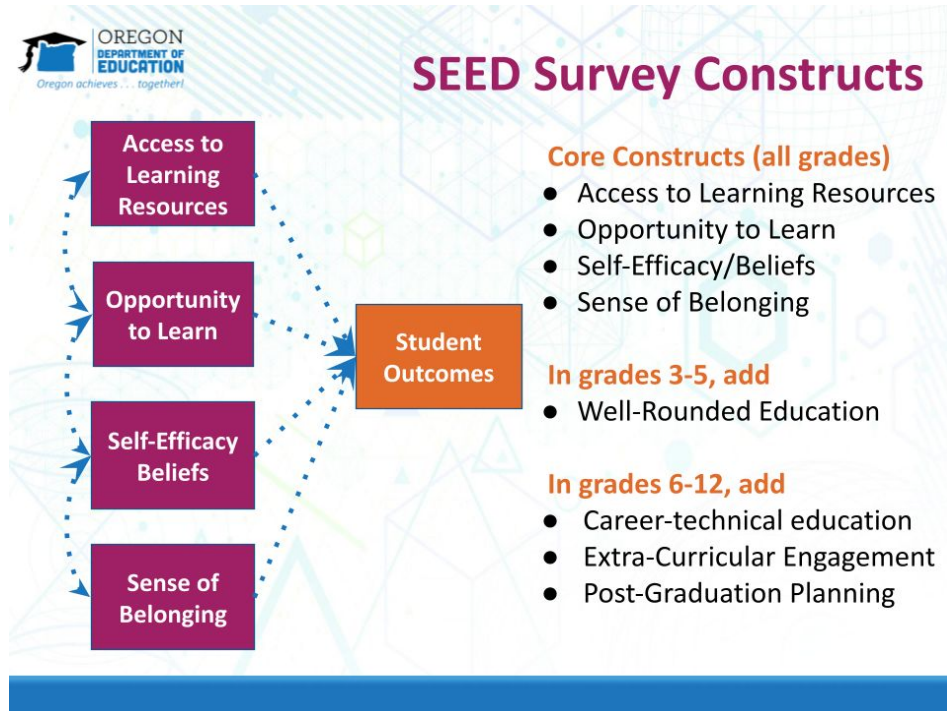 OREGON
DEPARTMENT OF
EDUCATION
Oregon achieves . . . together!
SEED Survey Constructs
Access to
Learning
Resources
Opportunity
to Learn
Self-Efficacy
Beliefs
Sense of
Belonging
Student
Outcomes
Core Constructs (all grades)
● Access to Learning Resources
● Opportunity to Learn
● Self-Efficacy/Beliefs
● Sense of Belonging
In grades 3-5, add
● Well-Rounded Education
In grades 6-12, add
● Career-technical education
● Extra-Curricular Engagement
● Post-Graduation Planning